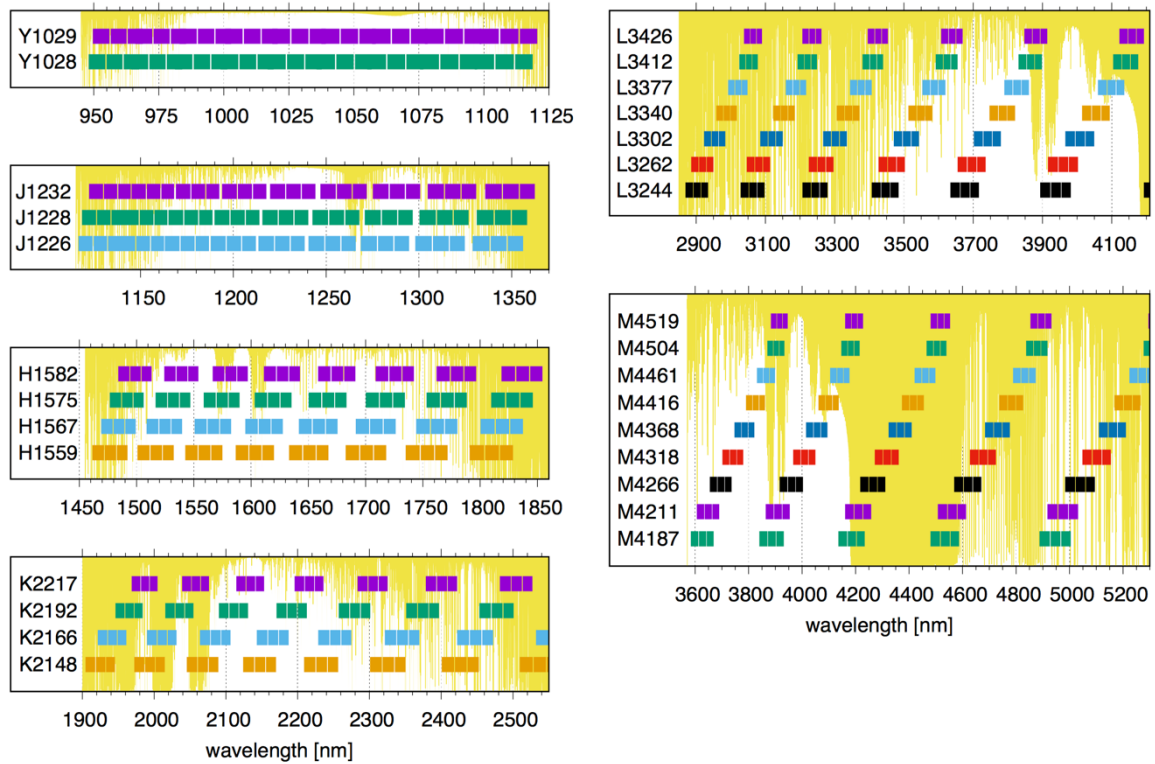 Y1029
Y1028
950 975 1000 1025 1050 1075 1100 1125
J1232
J1228
J1226
1150 1200 1250 1300 1350
H1582
H1575
H1567
H1559
1450 1500 1550 1600 1650 1700 1750 1800 1850
K2217
K2192
K2166
K2148
1900 2000 2100 2200 2300 2400 2500
wavelength [nm]
L3426
L3412
L3377
L3340
L3302
L3262
L3244
2900 3100 3300 3500 3700 3900 4100
M4519
M4504
M4461
M4416
M4368
M4318
M4266
M4211
M4187
3600 3800 4000 4200 4400 4600 4800 5000 5200
wavelength [nm]